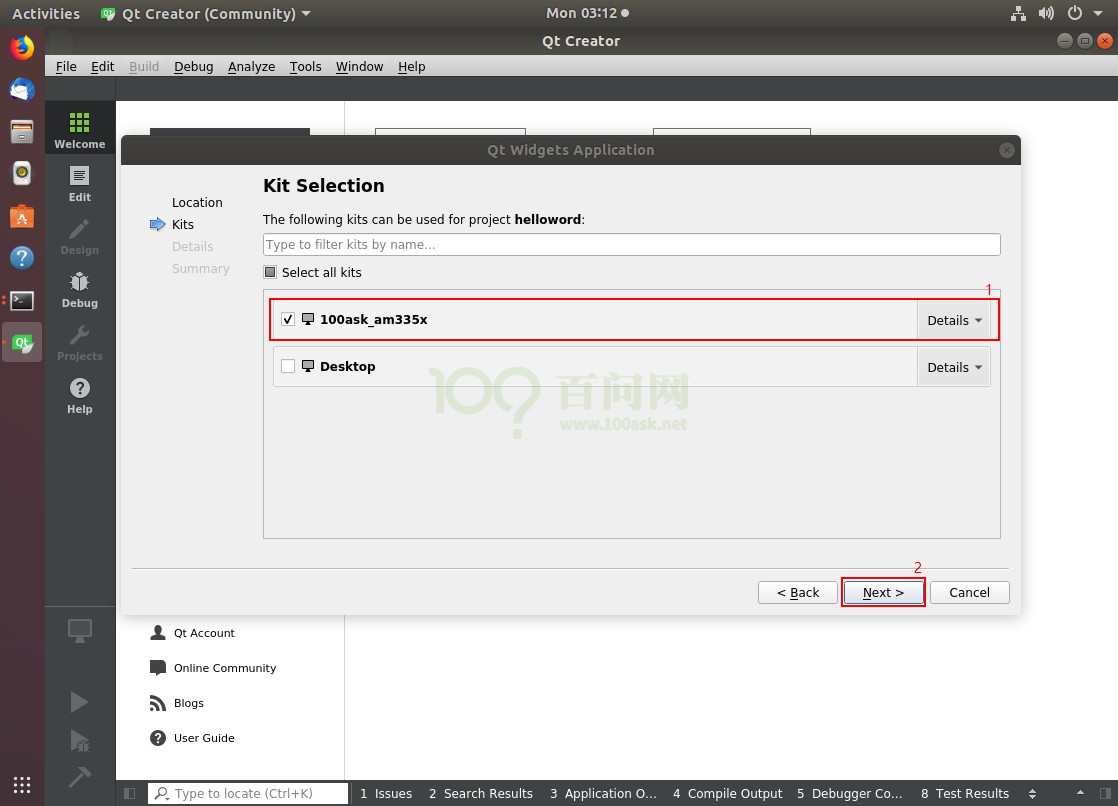 Activities Qt Creator (Community) Mon 03:12
Qt Creator
File Edit Build Debug Analyze Tools Window Help
Welcome
Edit
Design
Debug
Projects
Help
Qt Widgets Application
Location
Kits
Details
Summary
Kit Selection
The following kits can be used for project helloword:
Type to filter kits by name...
Select all kits
1
100ask_am335x Details
Desktop Details
100? 百问网
www.100ask.net
2
< Back Next > Cancel
Qt Account
Online Community
Blogs
User Guide
Type to locate (Ctrl+K) 1 Issues 2 Search Results 3 Application O... 4 Compile Output 5 Debugger Co... 8 Test Results